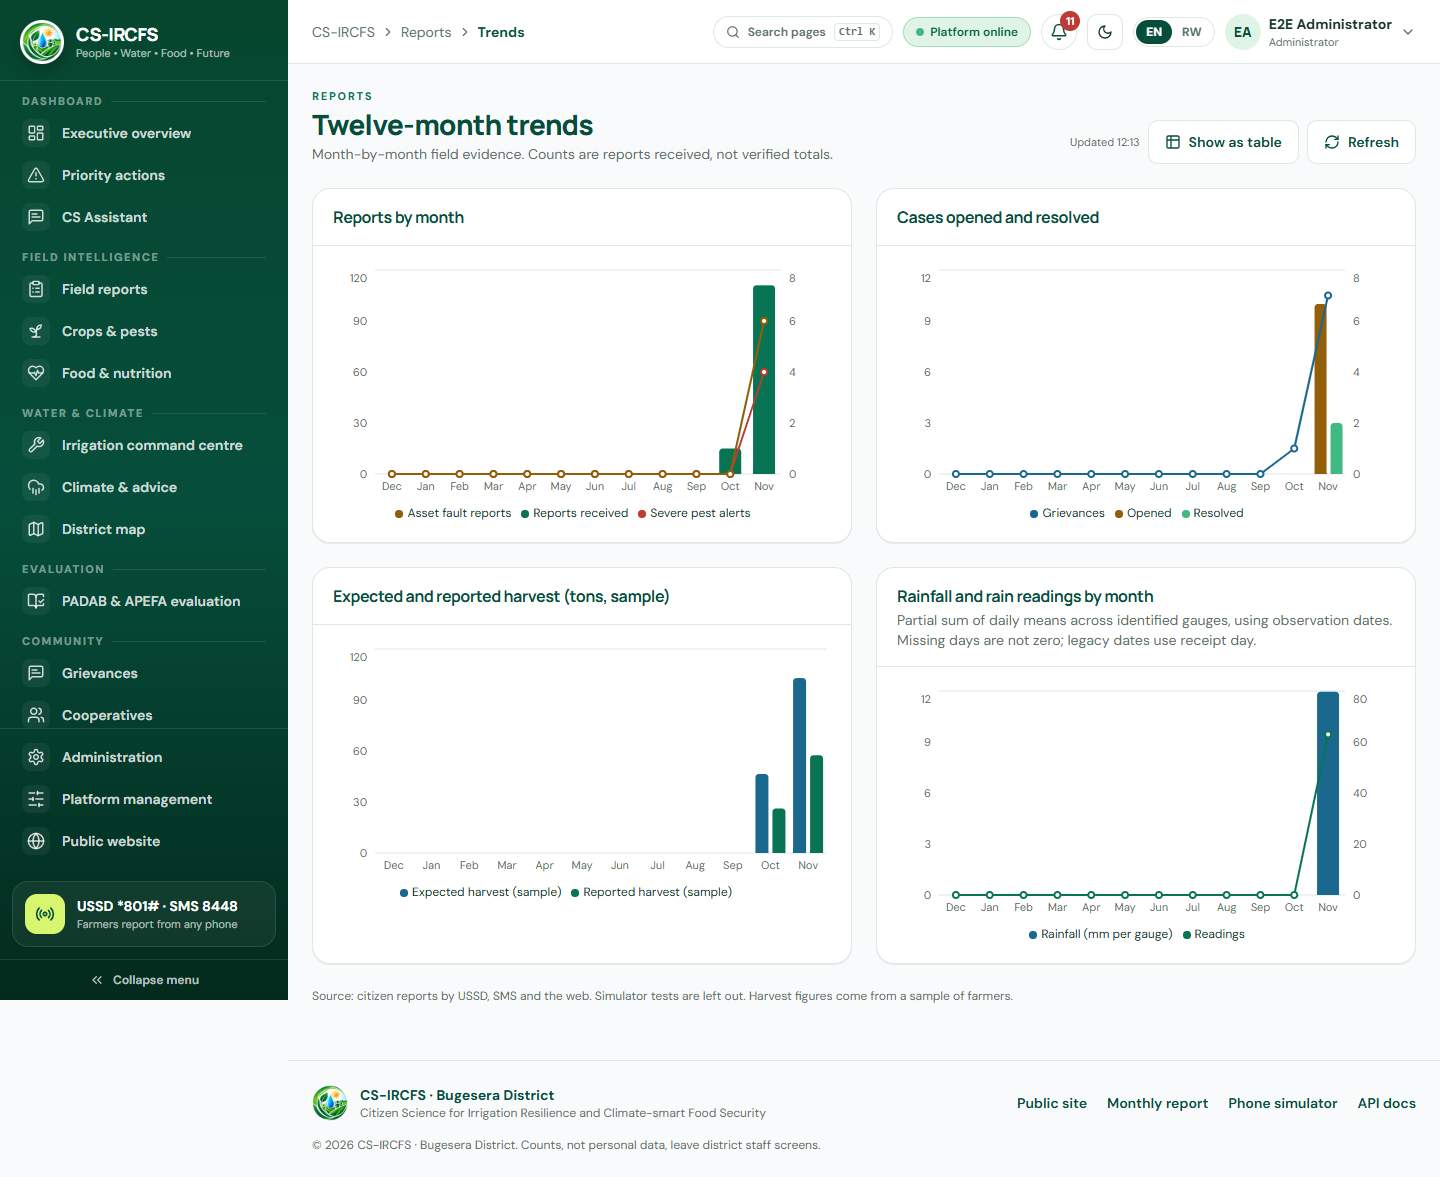 CS-IRCFS
People • Water • Food • Future
DASHBOARD
Executive overview
Priority actions
CS Assistant
FIELD INTELLIGENCE
Field reports
Crops & pests
Food & nutrition
WATER & CLIMATE
Irrigation command centre
Climate & advice
District map
EVALUATION
PADAB & APEFA evaluation
COMMUNITY
Grievances
Cooperatives
Administration
Platform management
Public website
USSD *801# · SMS 8448
Farmers report from any phone
Collapse menu
CS-IRCFS > Reports > Trends
Search pages Ctrl K
Platform online
11
EN RW
EA
E2E Administrator
Administrator
REPORTS
Twelve-month trends
Month-by-month field evidence. Counts are reports received, not verified totals.
Updated 12:13
Show as table
Refresh
Reports by month
120 8
90 6
60 4
30 2
0 0
Dec Jan Feb Mar Apr May Jun Jul Aug Sep Oct Nov
Asset fault reports Reports received Severe pest alerts
Cases opened and resolved
12 8
9 6
6 4
3 2
0 0
Dec Jan Feb Mar Apr May Jun Jul Aug Sep Oct Nov
Grievances Opened Resolved
Expected and reported harvest (tons, sample)
120
90
60
30
0
Dec Jan Feb Mar Apr May Jun Jul Aug Sep Oct Nov
Expected harvest (sample) Reported harvest (sample)
Rainfall and rain readings by month
Partial sum of daily means across identified gauges, using observation dates.
Missing days are not zero; legacy dates use receipt day.
12 80
9 60
6 40
3 20
0 0
Dec Jan Feb Mar Apr May Jun Jul Aug Sep Oct Nov
Rainfall (mm per gauge) Readings
Source: citizen reports by USSD, SMS and the web. Simulator tests are left out. Harvest figures come from a sample of farmers.
CS-IRCFS · Bugesera District
Citizen Science for Irrigation Resilience and Climate-smart Food Security
Public site Monthly report Phone simulator API docs
© 2026 CS-IRCFS · Bugesera District. Counts, not personal data, leave district staff screens.